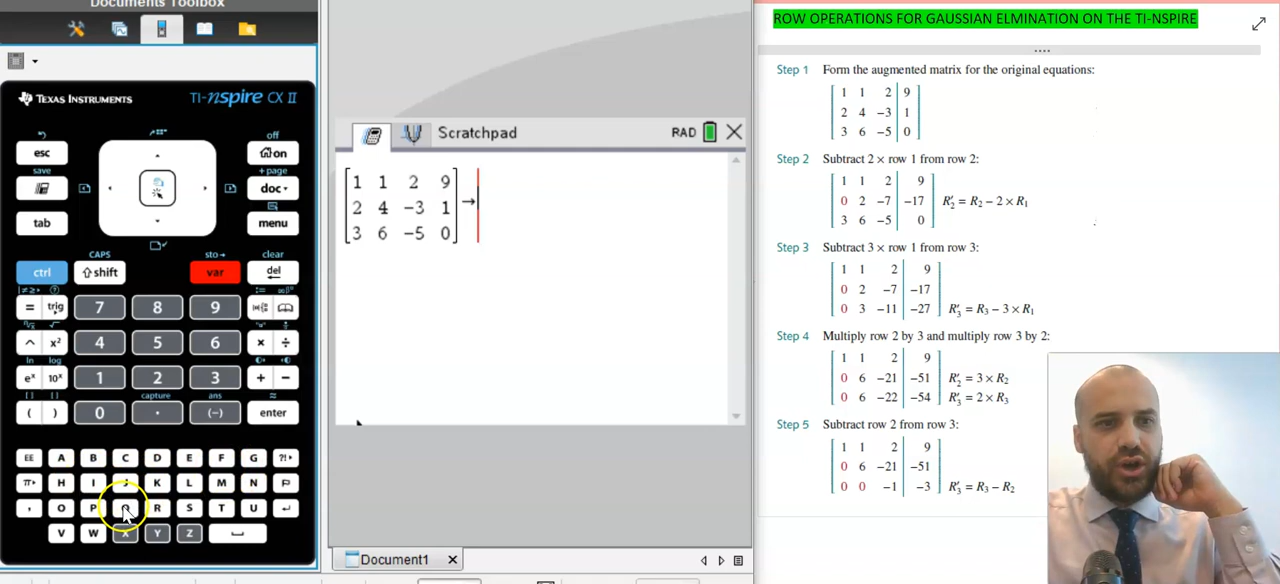 Documents Toolbox
TEXAS INSTRUMENTS
TI-nspire CX II
off
esc
on
save
+ page
doc
tab
menu
CAPS
sto→
clear
ctrl
shift
var
del
= trig 7 8 9
^ x² 4 5 6 × ÷
ln log
eˣ 10ˣ 1 2 3 + −
capture
ans
( ) 0 . (−) enter
EE A B C D E F G ?!
π H I J K L M N
, O P Q R S T U
V W X Y Z
Scratchpad
RAD
1 1 2 9
2 4 −3 1 →
3 6 −5 0
Document1
ROW OPERATIONS FOR GAUSSIAN ELMINATION ON THE TI-NSPIRE
Step 1 Form the augmented matrix for the original equations:
1 1 2 9
2 4 −3 1
3 6 −5 0
Step 2 Subtract 2 × row 1 from row 2:
1 1 2 9
0 2 −7 −17 R′₂ = R₂ − 2 × R₁
3 6 −5 0
Step 3 Subtract 3 × row 1 from row 3:
1 1 2 9
0 2 −7 −17
0 3 −11 −27 R′₃ = R₃ − 3 × R₁
Step 4 Multiply row 2 by 3 and multiply row 3 by 2:
1 1 2 9
0 6 −21 −51 R′₂ = 3 × R₂
0 6 −22 −54 R′₃ = 2 × R₃
Step 5 Subtract row 2 from row 3:
1 1 2 9
0 6 −21 −51
0 0 −1 −3 R′₃ = R₃ − R₂